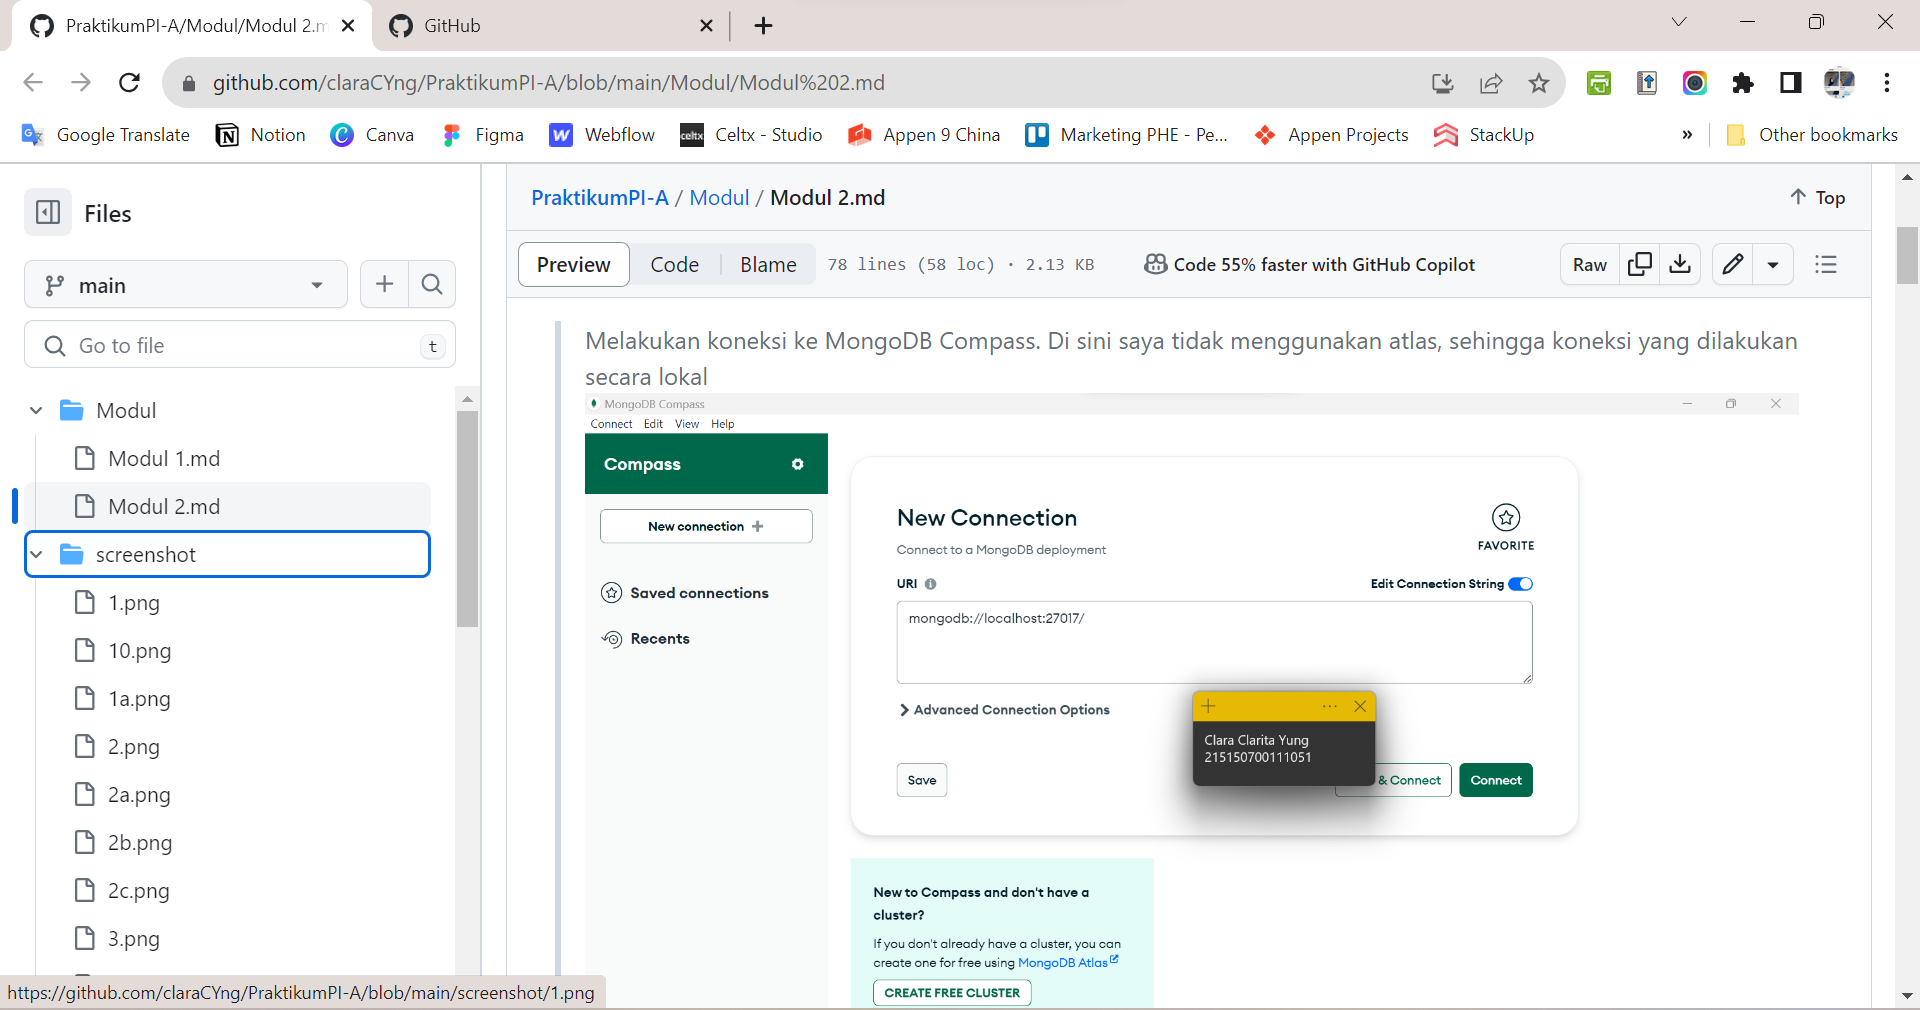 PraktikumPI-A/Modul/Modul 2.m
GitHub
github.com/claraCYng/PraktikumPI-A/blob/main/Modul/Modul%202.md
Google Translate
Notion
Canva
Figma
Webflow
celtx
Celtx - Studio
Appen 9 China
Marketing PHE - Pe...
Appen Projects
StackUp
»
Other bookmarks
Files
main
Go to file
t
Modul
Modul 1.md
Modul 2.md
screenshot
1.png
10.png
1a.png
2.png
2a.png
2b.png
2c.png
3.png
https://github.com/claraCYng/PraktikumPI-A/blob/main/screenshot/1.png
PraktikumPI-A / Modul / Modul 2.md
Top
Preview
Code
Blame
78 lines (58 loc) · 2.13 KB
Code 55% faster with GitHub Copilot
Raw
Melakukan koneksi ke MongoDB Compass. Di sini saya tidak menggunakan atlas, sehingga koneksi yang dilakukan
secara lokal
MongoDB Compass
Connect Edit View Help
Compass
New connection +
Saved connections
Recents
New Connection
Connect to a MongoDB deployment
FAVORITE
URI
Edit Connection String
mongodb://localhost:27017/
Advanced Connection Options
Clara Clarita Yung
215150700111051
Save
& Connect
Connect
New to Compass and don't have a
cluster?
If you don't already have a cluster, you can
create one for free using MongoDB Atlas
CREATE FREE CLUSTER